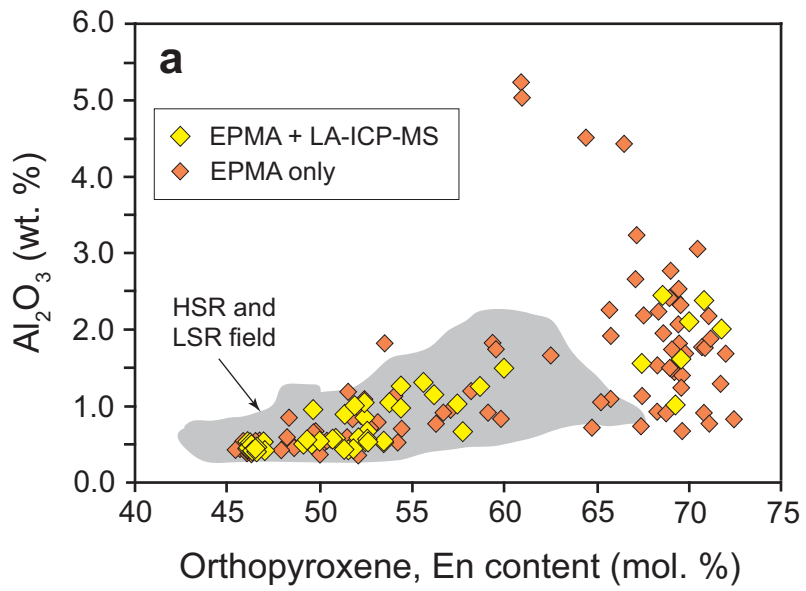 a
EPMA + LA-ICP-MS
EPMA only
HSR and
LSR field
Al₂O₃ (wt. %)
6.0
5.0
4.0
3.0
2.0
1.0
0.0
40 45 50 55 60 65 70 75
Orthopyroxene, En content (mol. %)